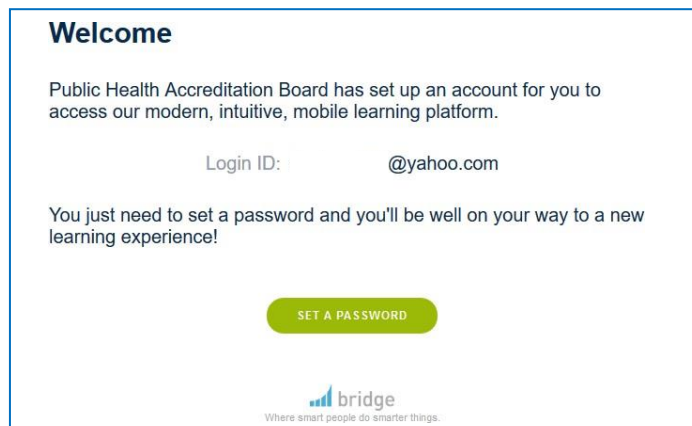 Welcome
Public Health Accreditation Board has set up an account for you to
access our modern, intuitive, mobile learning platform.
Login ID: @yahoo.com
You just need to set a password and you'll be well on your way to a new
learning experience!
SET A PASSWORD
bridge
Where smart people do smarter things.